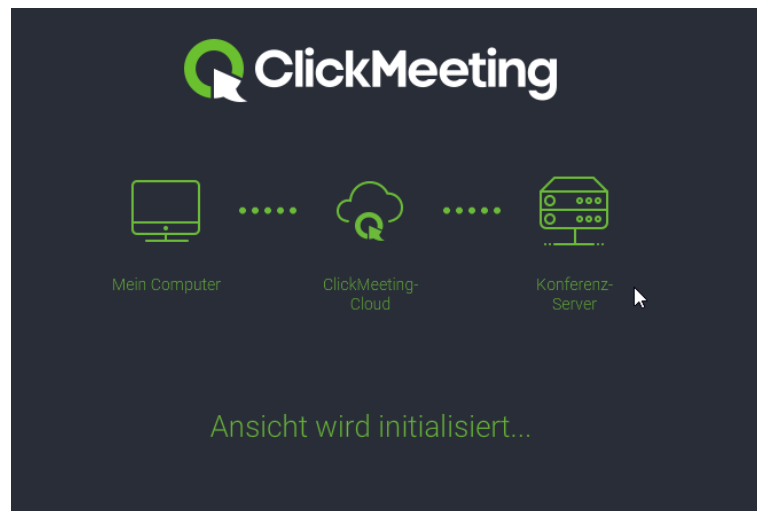 ClickMeeting
Mein Computer
ClickMeeting-
Cloud
Konferenz-
Server
Ansicht wird initialisiert...